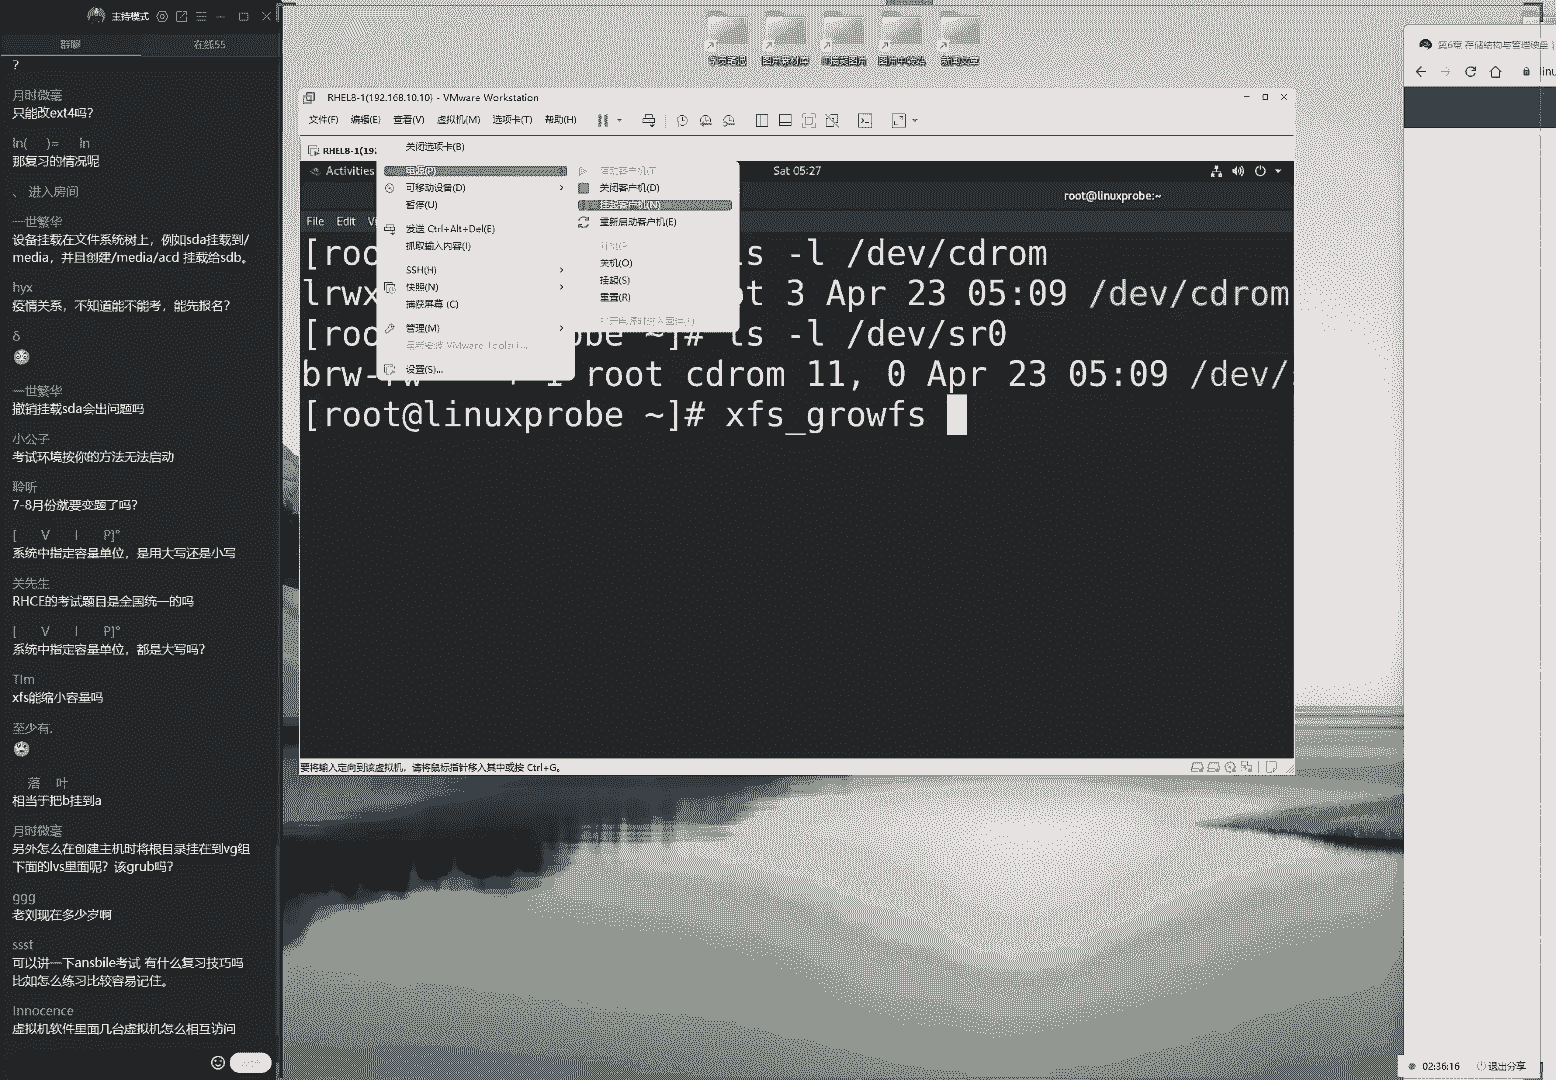 主持模式
群聊
在线55
?
月时微毫
只能改ext4吗?
ln( )= ln
那复习的情况呢
、 进入房间
一世繁华
设备挂载在文件系统树上，例如sda挂载到/
media，并且创建/media/acd 挂载给sdb。
hyx
疫情关系，不知道能不能考，能先报名?
δ
一世繁华
撤销挂载sda会出问题吗
小公子
考试环境按你的方法无法启动
聆听
7-8月份就要变题了吗?
[ V I P]°
系统中指定容量单位，是用大写还是小写
关先生
RHCE的考试题目是全国统一的吗
[ V I P]°
系统中指定容量单位，都是大写吗?
Tim
xfs能缩小容量吗
至少有.
落 叶
相当于把b挂到a
月时微毫
另外怎么在创建主机时将根目录挂在到vg组
下面的lvs里面呢？该grub吗?
ggg
老刘现在多少岁啊
ssst
可以讲一下ansbile考试 有什么复习技巧吗
比如怎么练习比较容易记住。
Innocence
虚拟机软件里面几台虚拟机怎么相互访问
RHEL8-1(192.168.10.10) - VMware Workstation
文件(F) 编辑(E) 查看(V) 虚拟机(M) 选项卡(T) 帮助(H)
RHEL8-1(192
关闭选项卡(B)
电源(P)
可移动设备(D)
暂停(U)
发送 Ctrl+Alt+Del(E)
抓取输入内容(I)
SSH(H)
快照(N)
捕获屏幕 (C)
管理(M)
设置(S)...
关闭客户机(D)
挂起客户机(N)
重新启动客户机(E)
关机(O)
挂起(S)
重置(R)
Activities
Sat 05:27
root@linuxprobe:~
File Edit V
[roo ls -l /dev/cdrom
lrwx ot 3 Apr 23 05:09 /dev/cdrom
[roo obe ~]# ls -l /dev/sr0
brw-rw 1 root cdrom 11, 0 Apr 23 05:09 /dev/
[root@linuxprobe ~]# xfs_growfs
要将输入定向到该虚拟机，请将鼠标指针移入其中或按 Ctrl+G。
第6章 存储结构与管理硬盘
linu
02:36:16
退出分享